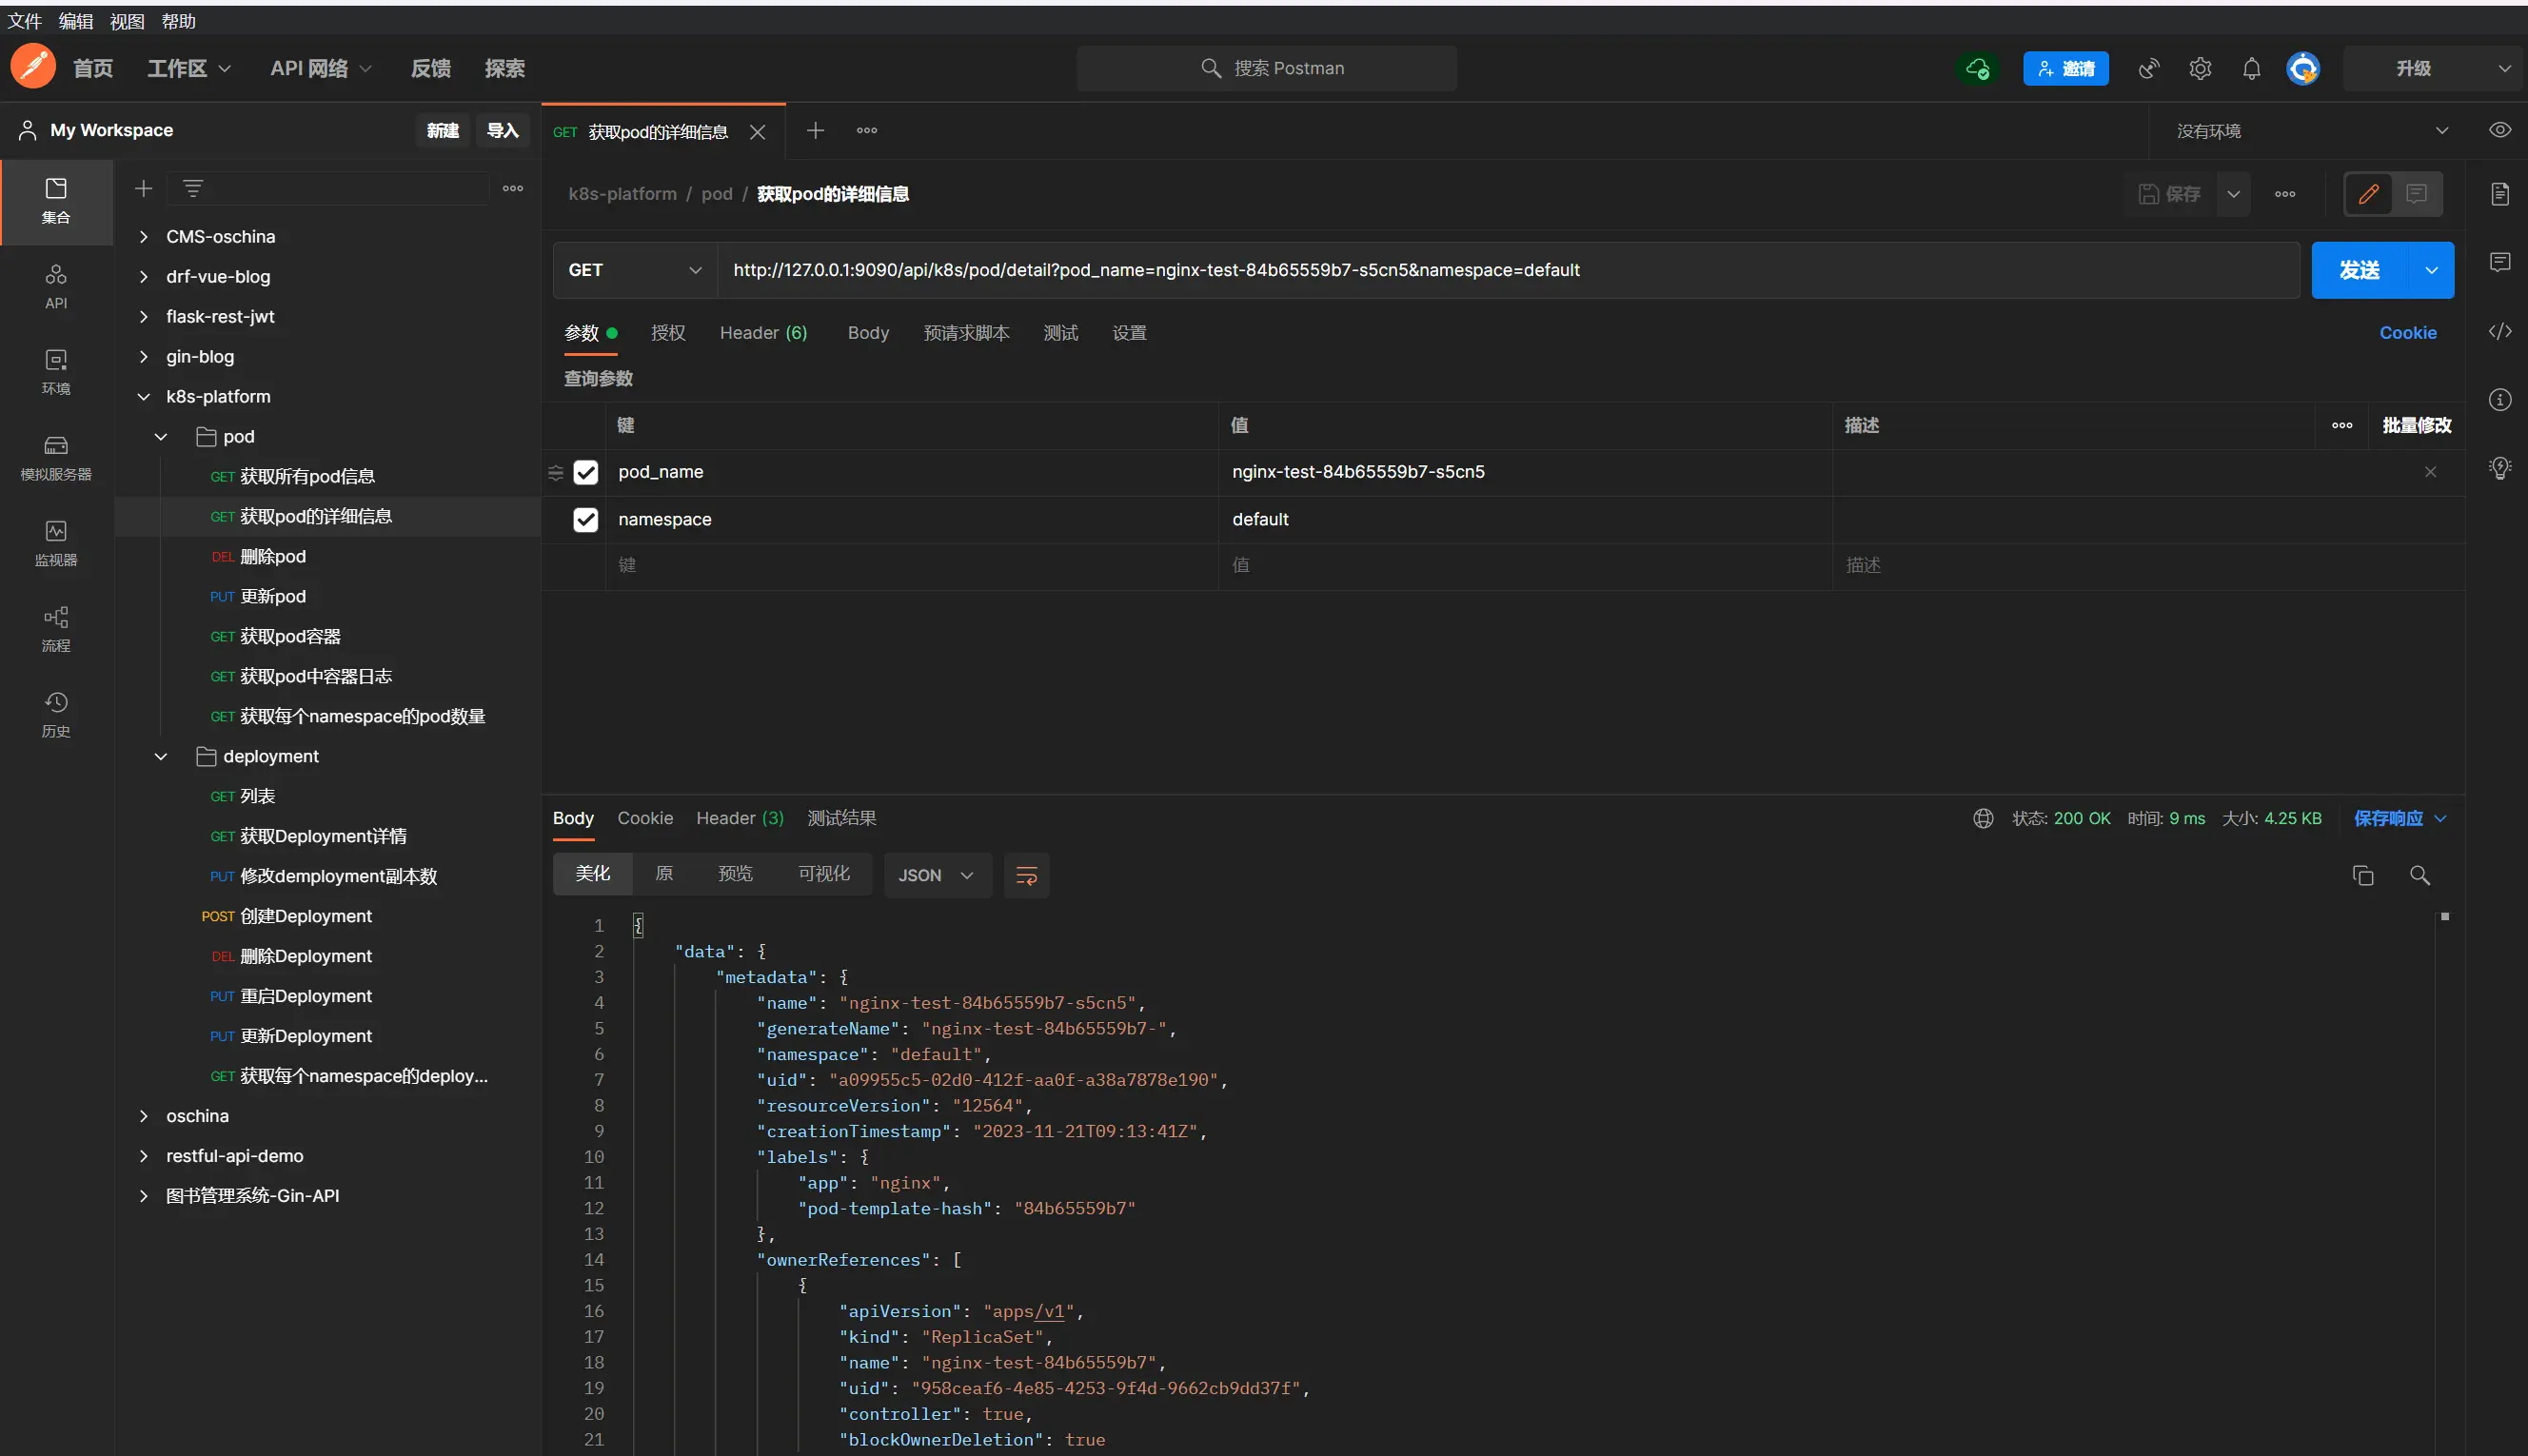 文件 编辑 视图 帮助
首页 工作区 API 网络 反馈 探索 搜索 Postman 邀请 升级
My Workspace 新建 导入
GET 获取pod的详细信息 没有环境
集合
API
环境
模拟服务器
监视器
流程
历史
CMS-oschina
drf-vue-blog
flask-rest-jwt
gin-blog
k8s-platform
pod
GET 获取所有pod信息
GET 获取pod的详细信息
DEL 删除pod
PUT 更新pod
GET 获取pod容器
GET 获取pod中容器日志
GET 获取每个namespace的pod数量
deployment
GET 列表
GET 获取Deployment详情
PUT 修改demployment副本数
POST 创建Deployment
DEL 删除Deployment
PUT 重启Deployment
PUT 更新Deployment
GET 获取每个namespace的deploy...
oschina
restful-api-demo
图书管理系统-Gin-API
k8s-platform / pod / 获取pod的详细信息 保存
GET http://127.0.0.1:9090/api/k8s/pod/detail?pod_name=nginx-test-84b65559b7-s5cn5&namespace=default 发送
参数 授权 Header (6) Body 预请求脚本 测试 设置 Cookie
查询参数
键 值 描述 批量修改
pod_name nginx-test-84b65559b7-s5cn5
namespace default
键 值 描述
Body Cookie Header (3) 测试结果 状态: 200 OK 时间: 9 ms 大小: 4.25 KB 保存响应
美化 原 预览 可视化 JSON
1 {
2 "data": {
3 "metadata": {
4 "name": "nginx-test-84b65559b7-s5cn5",
5 "generateName": "nginx-test-84b65559b7-",
6 "namespace": "default",
7 "uid": "a09955c5-02d0-412f-aa0f-a38a7878e190",
8 "resourceVersion": "12564",
9 "creationTimestamp": "2023-11-21T09:13:41Z",
10 "labels": {
11 "app": "nginx",
12 "pod-template-hash": "84b65559b7"
13 },
14 "ownerReferences": [
15 {
16 "apiVersion": "apps/v1",
17 "kind": "ReplicaSet",
18 "name": "nginx-test-84b65559b7",
19 "uid": "958ceaf6-4e85-4253-9f4d-9662cb9dd37f",
20 "controller": true,
21 "blockOwnerDeletion": true